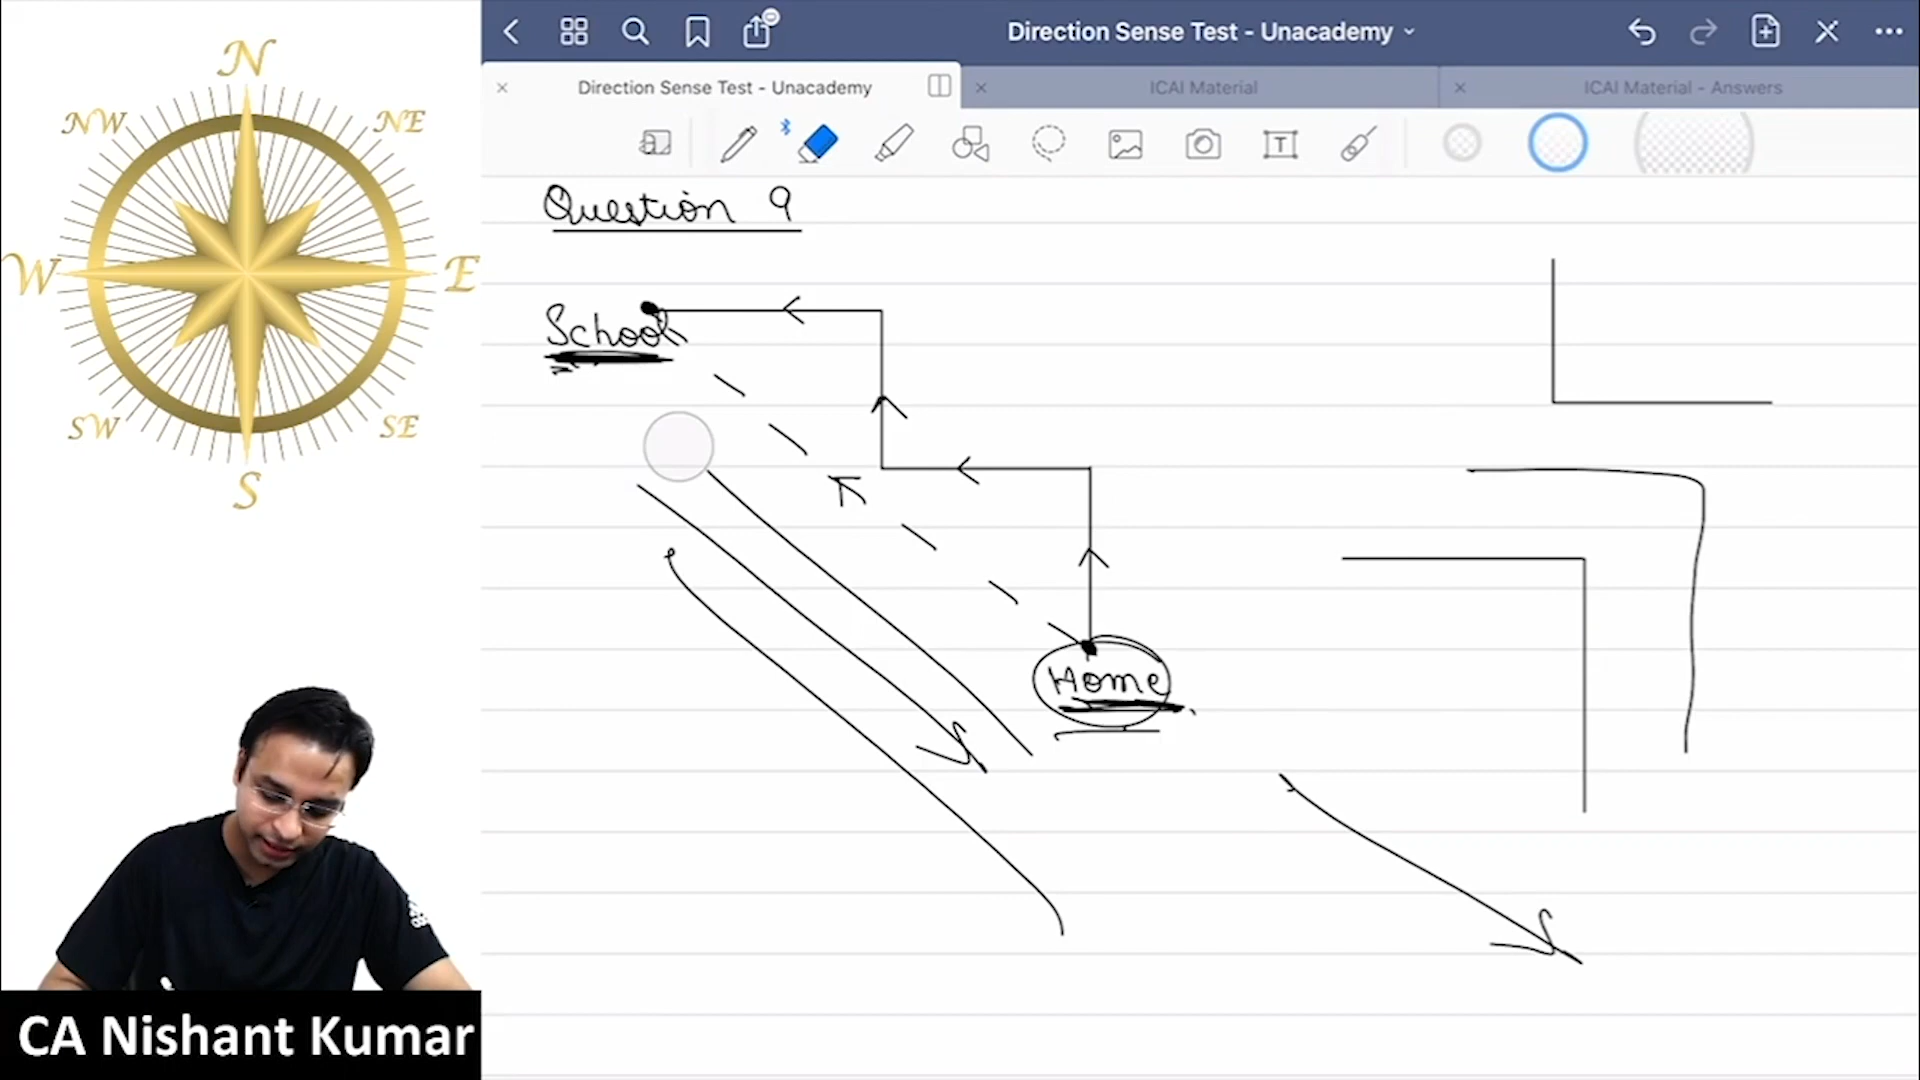 N
NW NE
W E
SW SE
S
Direction Sense Test - Unacademy
Direction Sense Test - Unacademy
ICAI Material
ICAI Material - Answers
T
Question 9
School
Home
CA Nishant Kumar